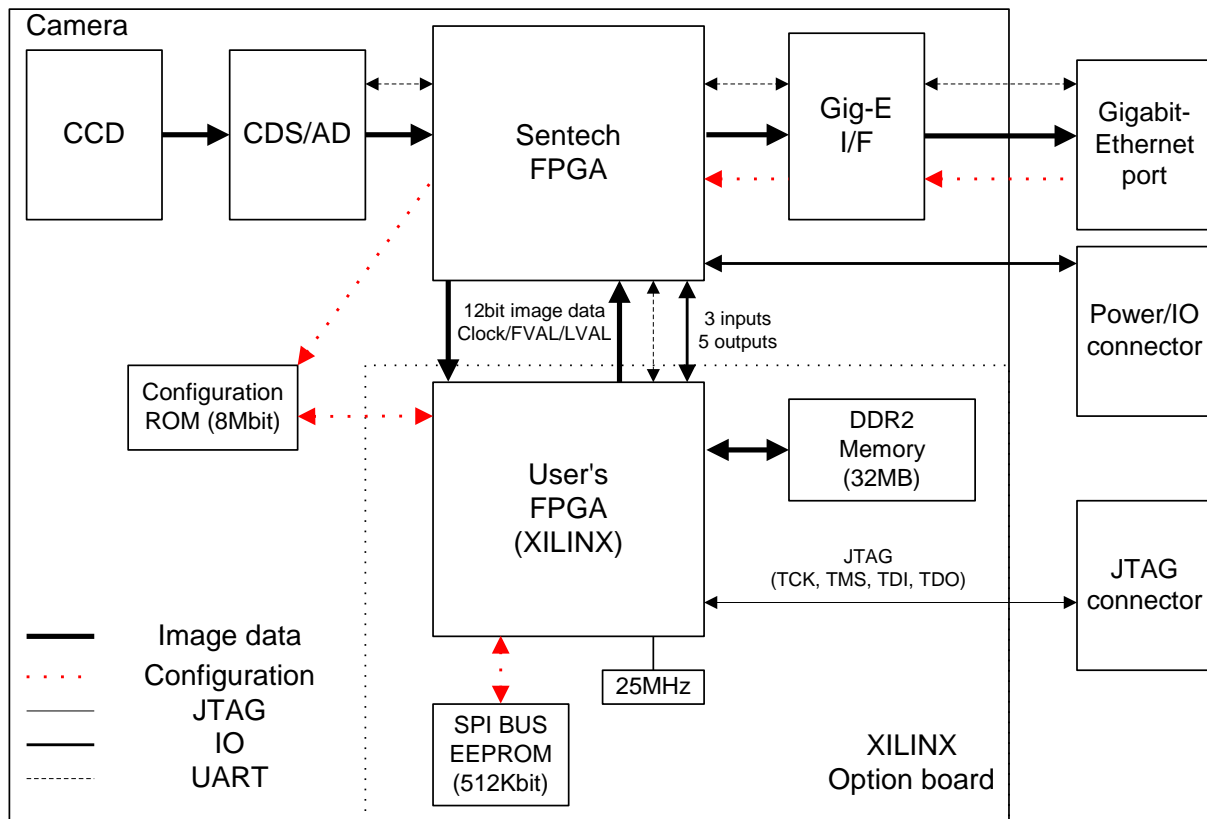 Camera
CCD
CDS/AD
Sentech
FPGA
Gig-E
I/F
Gigabit-
Ethernet
port
12bit image data
Clock/FVAL/LVAL
3 inputs
5 outputs
Power/IO
connector
Configuration
ROM (8Mbit)
User's
FPGA
(XILINX)
DDR2
Memory
(32MB)
JTAG
(TCK, TMS, TDI, TDO)
JTAG
connector
Image data
Configuration
JTAG
IO
UART
25MHz
SPI BUS
EEPROM
(512Kbit)
XILINX
Option board